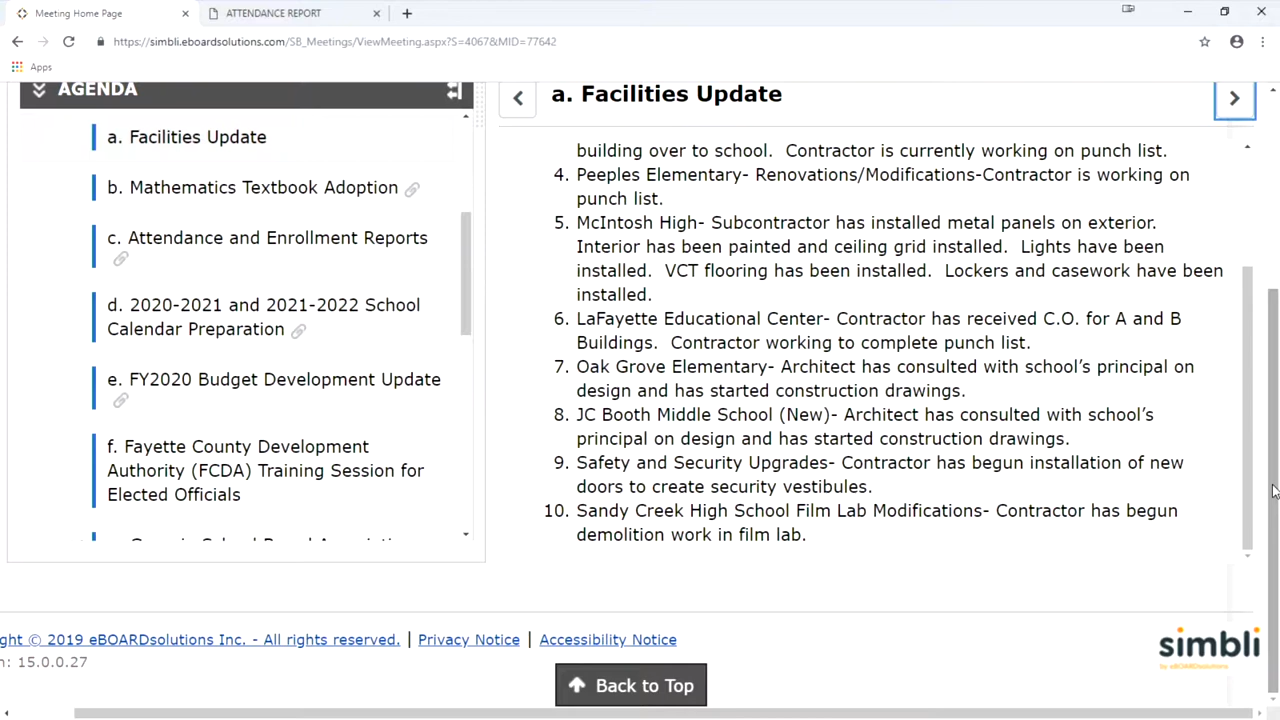 Meeting Home Page
ATTENDANCE REPORT
https://simbli.eboardsolutions.com/SB_Meetings/ViewMeeting.aspx?S=4067&MID=77642
Apps
AGENDA
a. Facilities Update
b. Mathematics Textbook Adoption
c. Attendance and Enrollment Reports
d. 2020-2021 and 2021-2022 School
Calendar Preparation
e. FY2020 Budget Development Update
f. Fayette County Development
Authority (FCDA) Training Session for
Elected Officials
a. Facilities Update
building over to school. Contractor is currently working on punch list.
4. Peeples Elementary- Renovations/Modifications-Contractor is working on
punch list.
5. McIntosh High- Subcontractor has installed metal panels on exterior.
Interior has been painted and ceiling grid installed. Lights have been
installed. VCT flooring has been installed. Lockers and casework have been
installed.
6. LaFayette Educational Center- Contractor has received C.O. for A and B
Buildings. Contractor working to complete punch list.
7. Oak Grove Elementary- Architect has consulted with school’s principal on
design and has started construction drawings.
8. JC Booth Middle School (New)- Architect has consulted with school’s
principal on design and has started construction drawings.
9. Safety and Security Upgrades- Contractor has begun installation of new
doors to create security vestibules.
10. Sandy Creek High School Film Lab Modifications- Contractor has begun
demolition work in film lab.
ght © 2019 eBOARDsolutions Inc. - All rights reserved. | Privacy Notice | Accessibility Notice
n: 15.0.0.27
simbli
by eBOARDsolutions
Back to Top